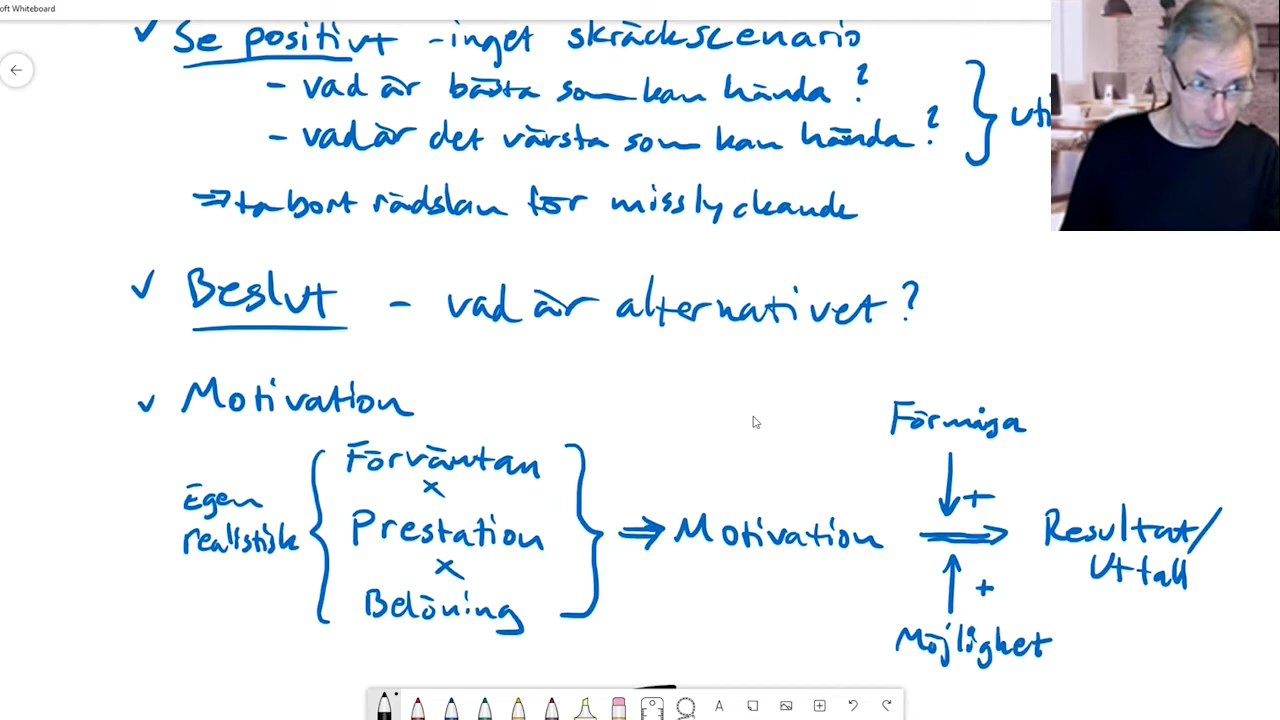 oft Whiteboard
✓ Se positivt - inget skräckscenario
- vad är bästa som kan hända?
- vad är det värsta som kan hända? } uti
⇒ ta bort rädslan för misslyckande
✓ Beslut - vad är alternativet?
✓ Motivation
Egen realistisk
{ Förväntan
x
Prestation
x
Belöning }
⇒ Motivation
Förmåga
↓ +
⇒
↑ +
Möjlighet
Resultat/
Utfall
A